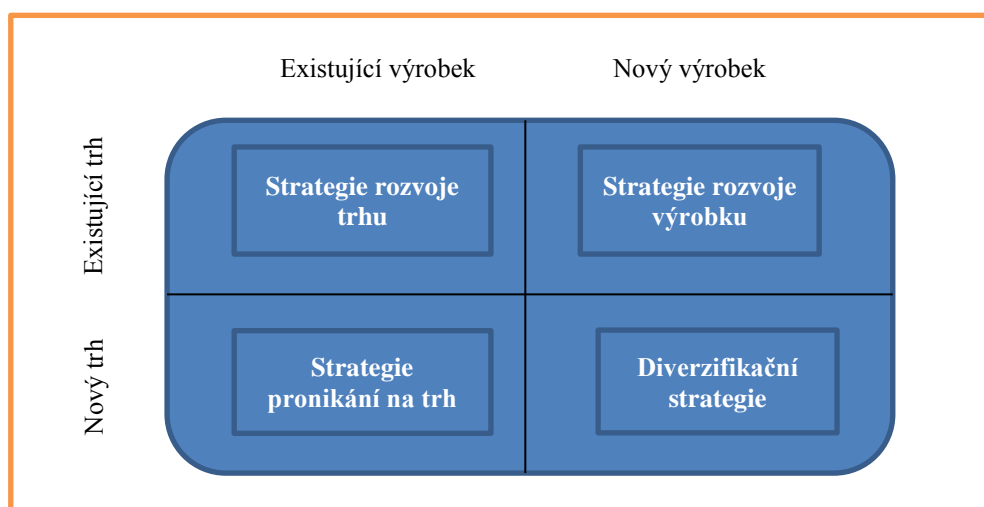 Existující výrobek
Nový výrobek
Existující trh
Strategie rozvoje
trhu
Strategie rozvoje
výrobku
Nový trh
Strategie
pronikání na trh
Diverzifikační
strategie